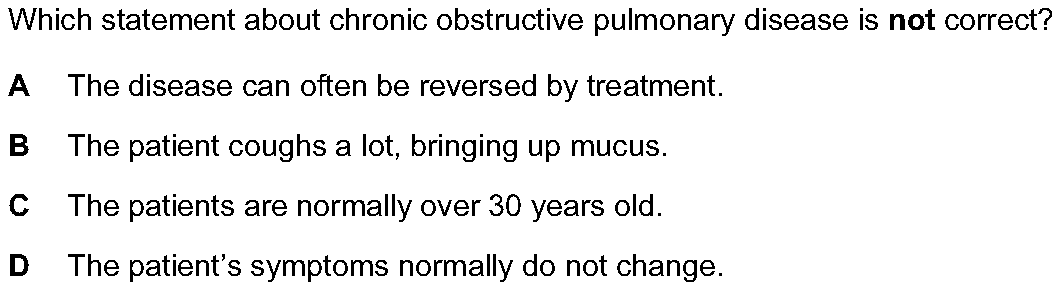 Which statement about chronic obstructive pulmonary disease is not correct?
A The disease can often be reversed by treatment.
B The patient coughs a lot, bringing up mucus.
C The patients are normally over 30 years old.
D The patient’s symptoms normally do not change.